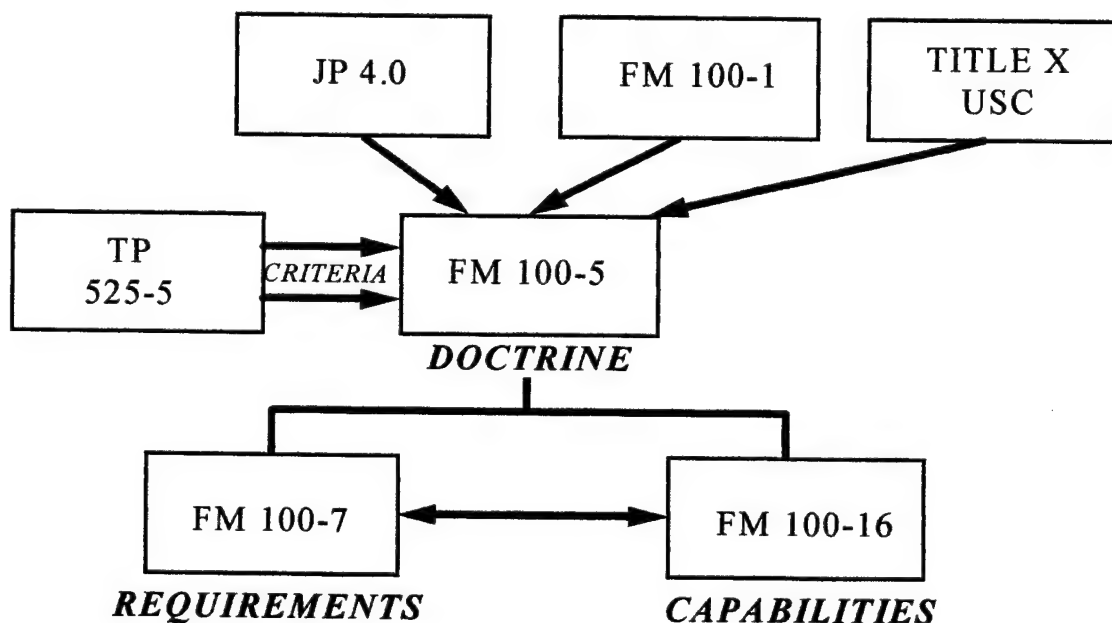 JP 4.0
FM 100-1
TITLE X
USC
TP
525-5
CRITERIA
FM 100-5
DOCTRINE
FM 100-7
FM 100-16
REQUIREMENTS
CAPABILITIES